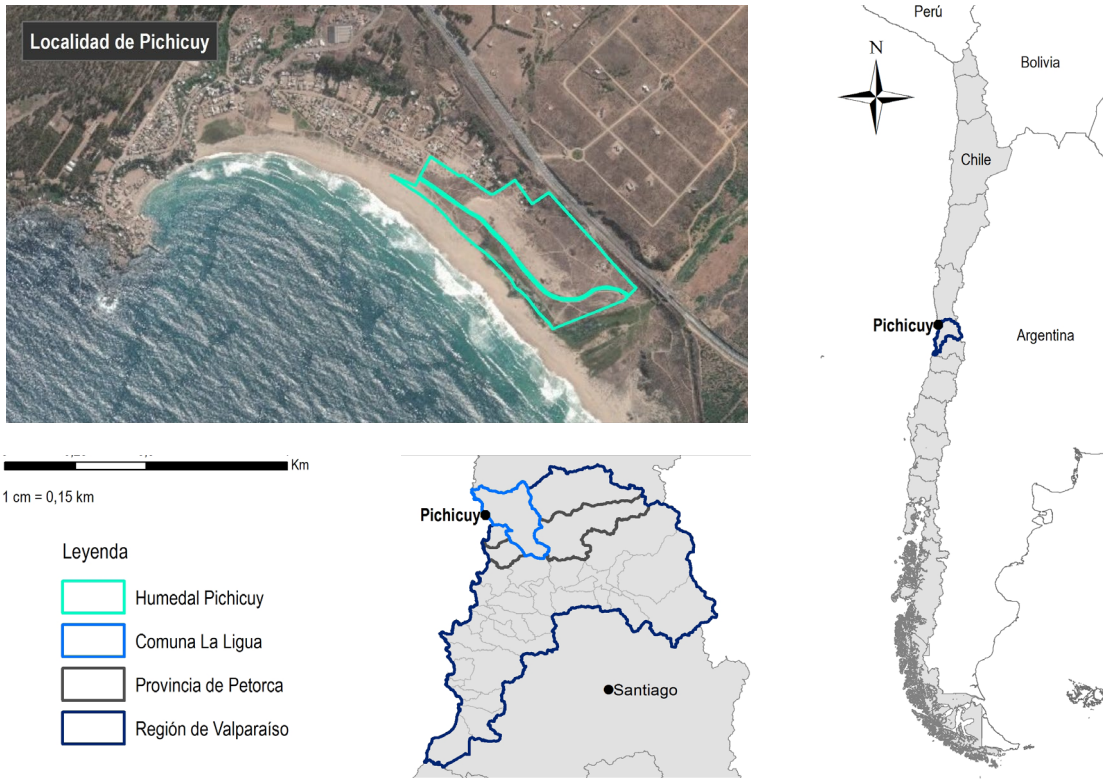 Localidad de Pichicuy
Perú
N
Bolivia
Chile
Pichicuy
Argentina
Km
1 cm = 0,15 km
Pichicuy
Leyenda
Humedal Pichicuy
Comuna La Ligua
Provincia de Petorca
Región de Valparaíso
Santiago